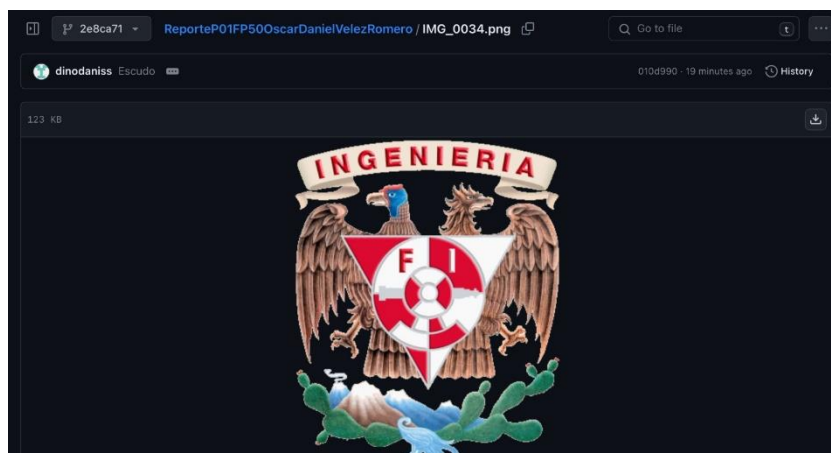 2e8ca71
ReporteP01FP50OscarDanielVelezRomero / IMG_0034.png
Go to file
t
dinodaniss Escudo
010d990 · 19 minutes ago
History
123 KB
INGENIERIA
F I